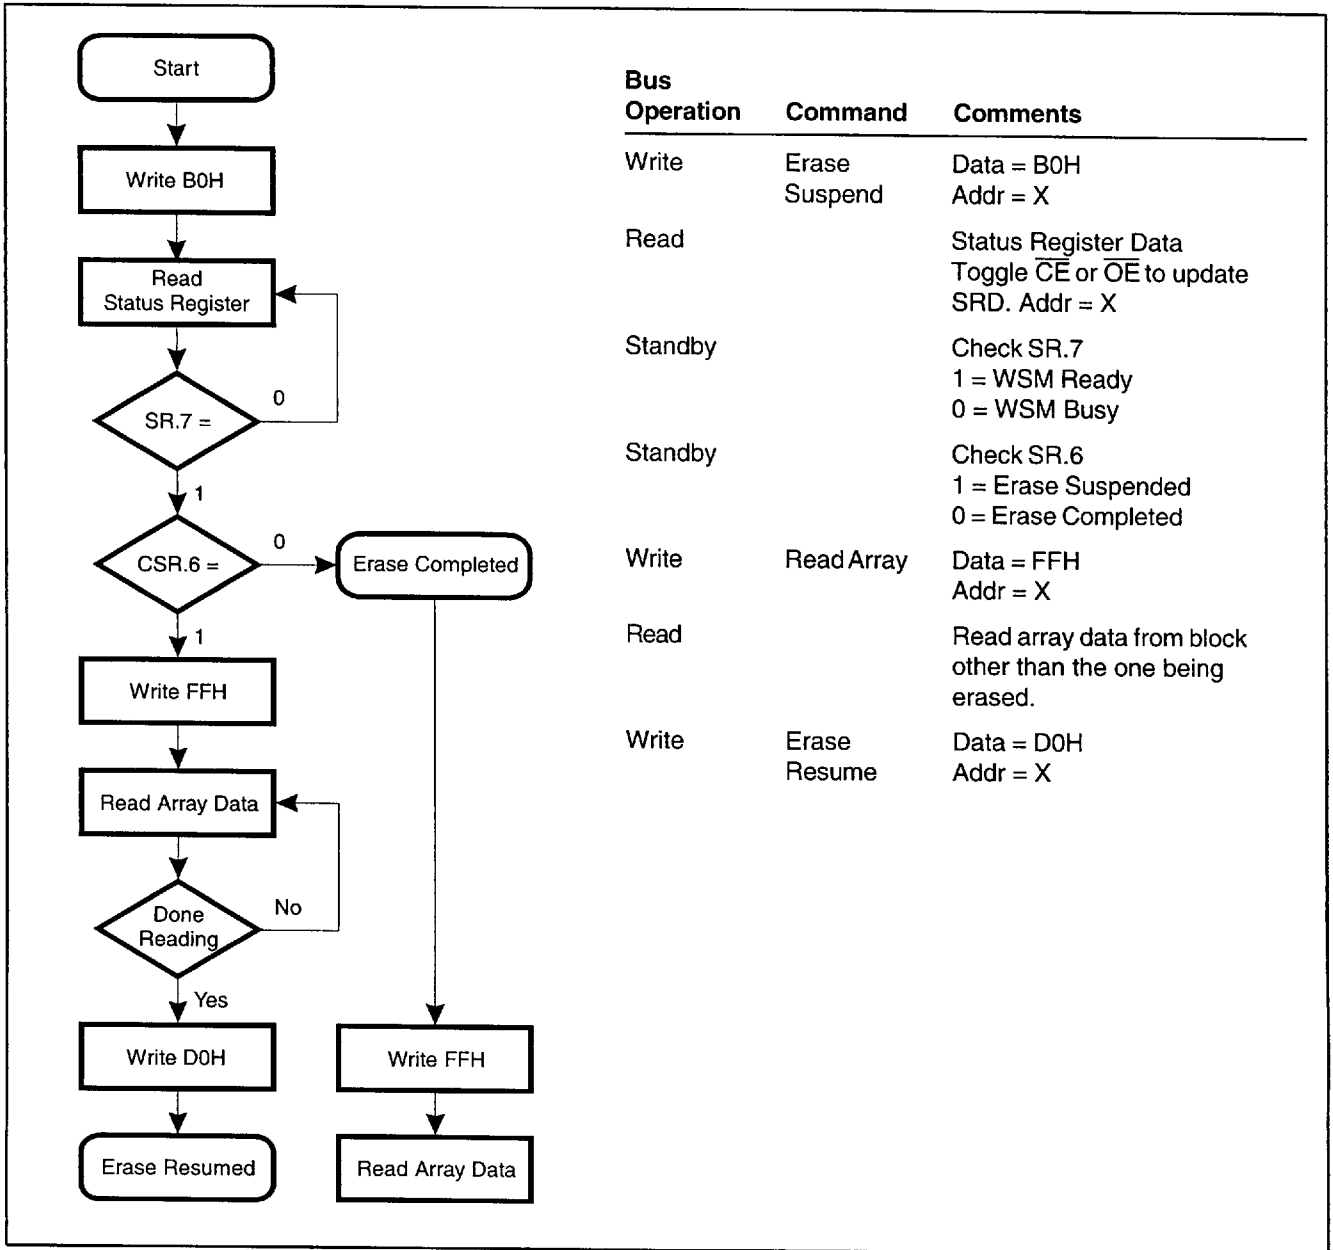 Start
Write B0H
Read
Status Register
SR.7 =
0
1
CSR.6 =
0
Erase Completed
1
Write FFH
Read Array Data
Done
Reading
No
Yes
Write D0H
Erase Resumed
Write FFH
Read Array Data
Bus
Operation Command Comments
Write Erase Data = B0H
Suspend Addr = X
Read Status Register Data
Toggle C̅E̅ or O̅E̅ to update
SRD. Addr = X
Standby Check SR.7
1 = WSM Ready
0 = WSM Busy
Standby Check SR.6
1 = Erase Suspended
0 = Erase Completed
Write Read Array Data = FFH
Addr = X
Read Read array data from block
other than the one being
erased.
Write Erase Data = D0H
Resume Addr = X